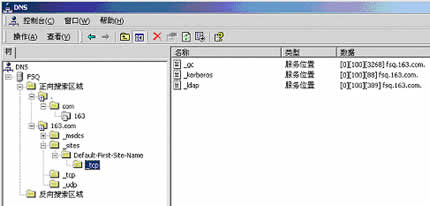 DNS
控制台(C) 窗口(W) 帮助(H)
操作(A) 查看(V)
树
DNS
FSQ
正向搜索区域
.
com
163
163.com
_msdcs
_sites
Default-First-Site-Name
_tcp
_tcp
_udp
反向搜索区域
名称 类型 数据
_gc 服务位置 [0][100][3268] fsq.163.com.
_kerberos 服务位置 [0][100][88] fsq.163.com.
_ldap 服务位置 [0][100][389] fsq.163.com.